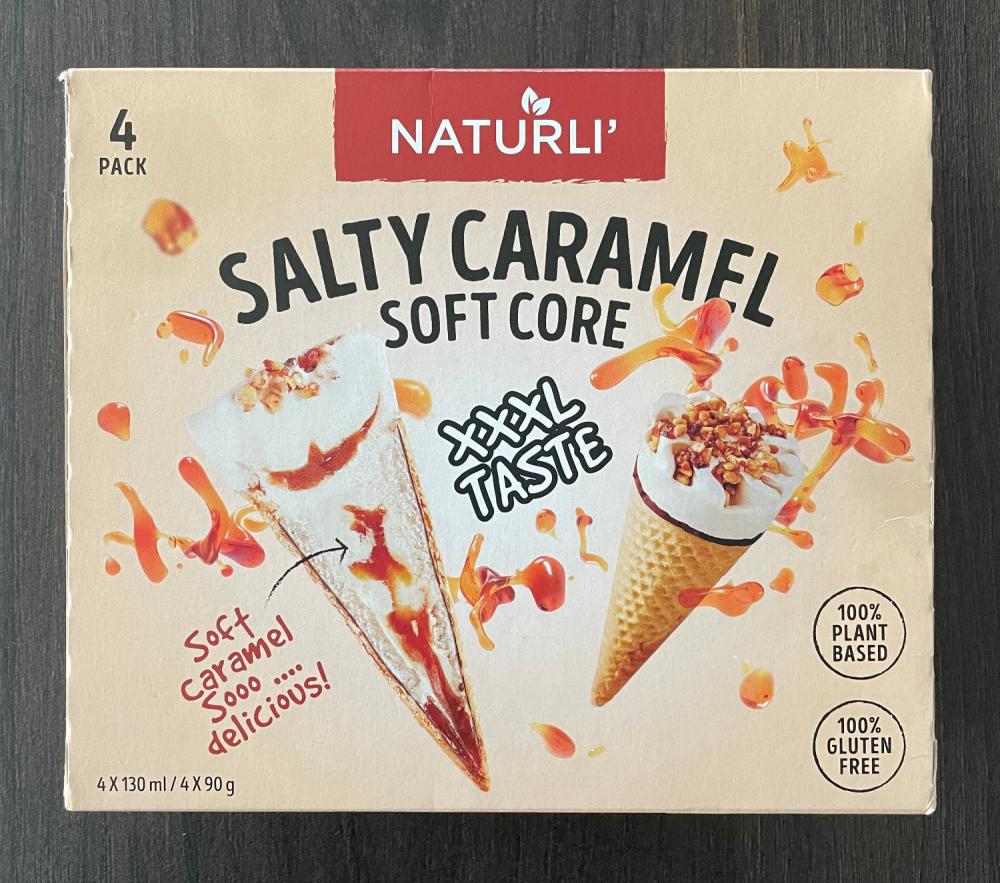 4
PACK
NATURLI’
SALTY CARAMEL
SOFT CORE
XXXL
TASTE
Soft
Caramel
Sooo ....
delicious!
100%
PLANT
BASED
100%
GLUTEN
FREE
4 X 130 ml / 4 X 90 g